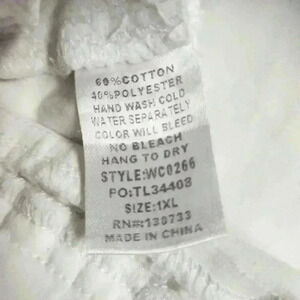 60%COTTON
40%POLYESTER
HAND WASH COLD
WATER SEPARATELY
COLOR WILL BLEED
NO BLEACH
HANG TO DRY
STYLE:WC0266
PO:TL34408
SIZE:1XL
RN#:130733
MADE IN CHINA